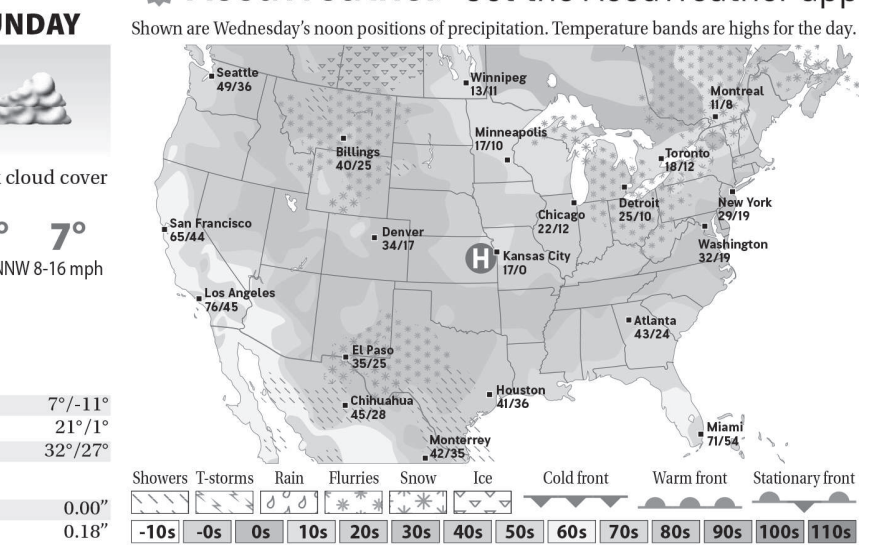 UNDAY
cloud cover
7°
NNW 8-16 mph
7°/-11°
21°/1°
32°/27°
0.00"
0.18"
Shown are Wednesday's noon positions of precipitation. Temperature bands are highs for the day.
Seattle
49/36
Winnipeg
13/11
Montreal
11/8
Billings
40/25
Minneapolis
17/10
Toronto
18/12
San Francisco
65/44
Denver
34/17
Chicago
22/12
Detroit
25/10
New York
29/19
H
Kansas City
17/0
Washington
32/19
Los Angeles
76/45
Atlanta
43/24
El Paso
35/25
Chihuahua
45/28
Houston
41/36
Monterrey
42/35
Miami
71/54
Showers T-storms Rain Flurries Snow Ice Cold front Warm front Stationary front
-10s -0s 0s 10s 20s 30s 40s 50s 60s 70s 80s 90s 100s 110s